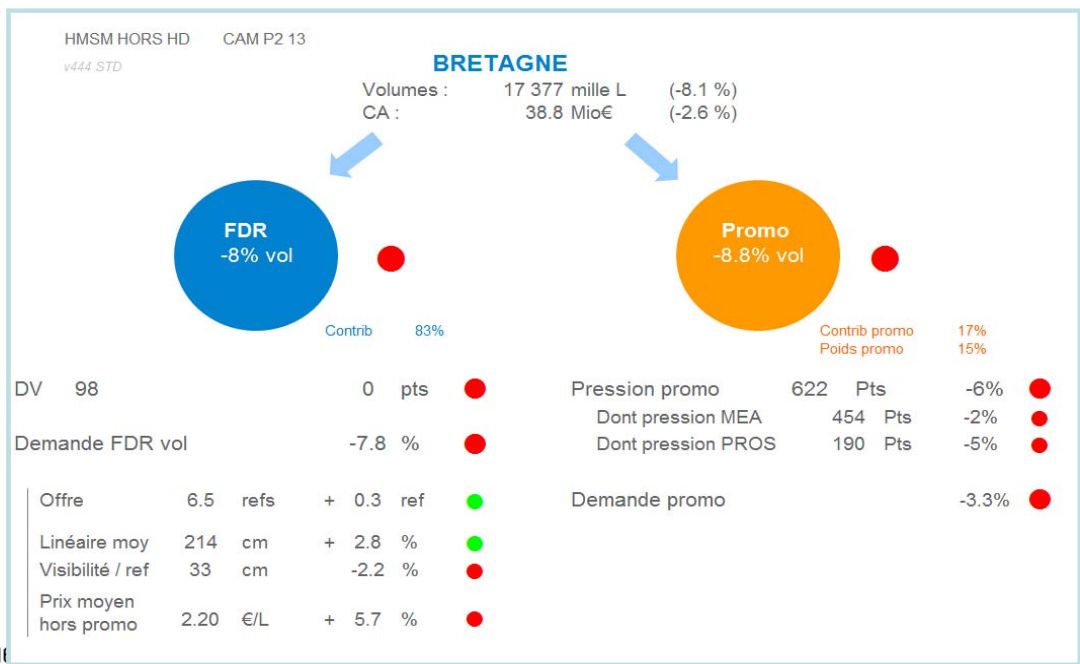 HMSM HORS HD CAM P2 13
v444 STD
BRETAGNE
Volumes : 17 377 mille L (-8.1 %)
CA : 38.8 Mio€ (-2.6 %)
FDR
-8% vol
Promo
-8.8% vol
Contrib 83%
Contrib promo 17%
Poids promo 15%
DV 98 0 pts
Demande FDR vol -7.8 %
Offre 6.5 refs + 0.3 ref
Linéaire moy 214 cm + 2.8 %
Visibilité / ref 33 cm -2.2 %
Prix moyen
hors promo 2.20 €/L + 5.7 %
Pression promo 622 Pts -6%
Dont pression MEA 454 Pts -2%
Dont pression PROS 190 Pts -5%
Demande promo -3.3%